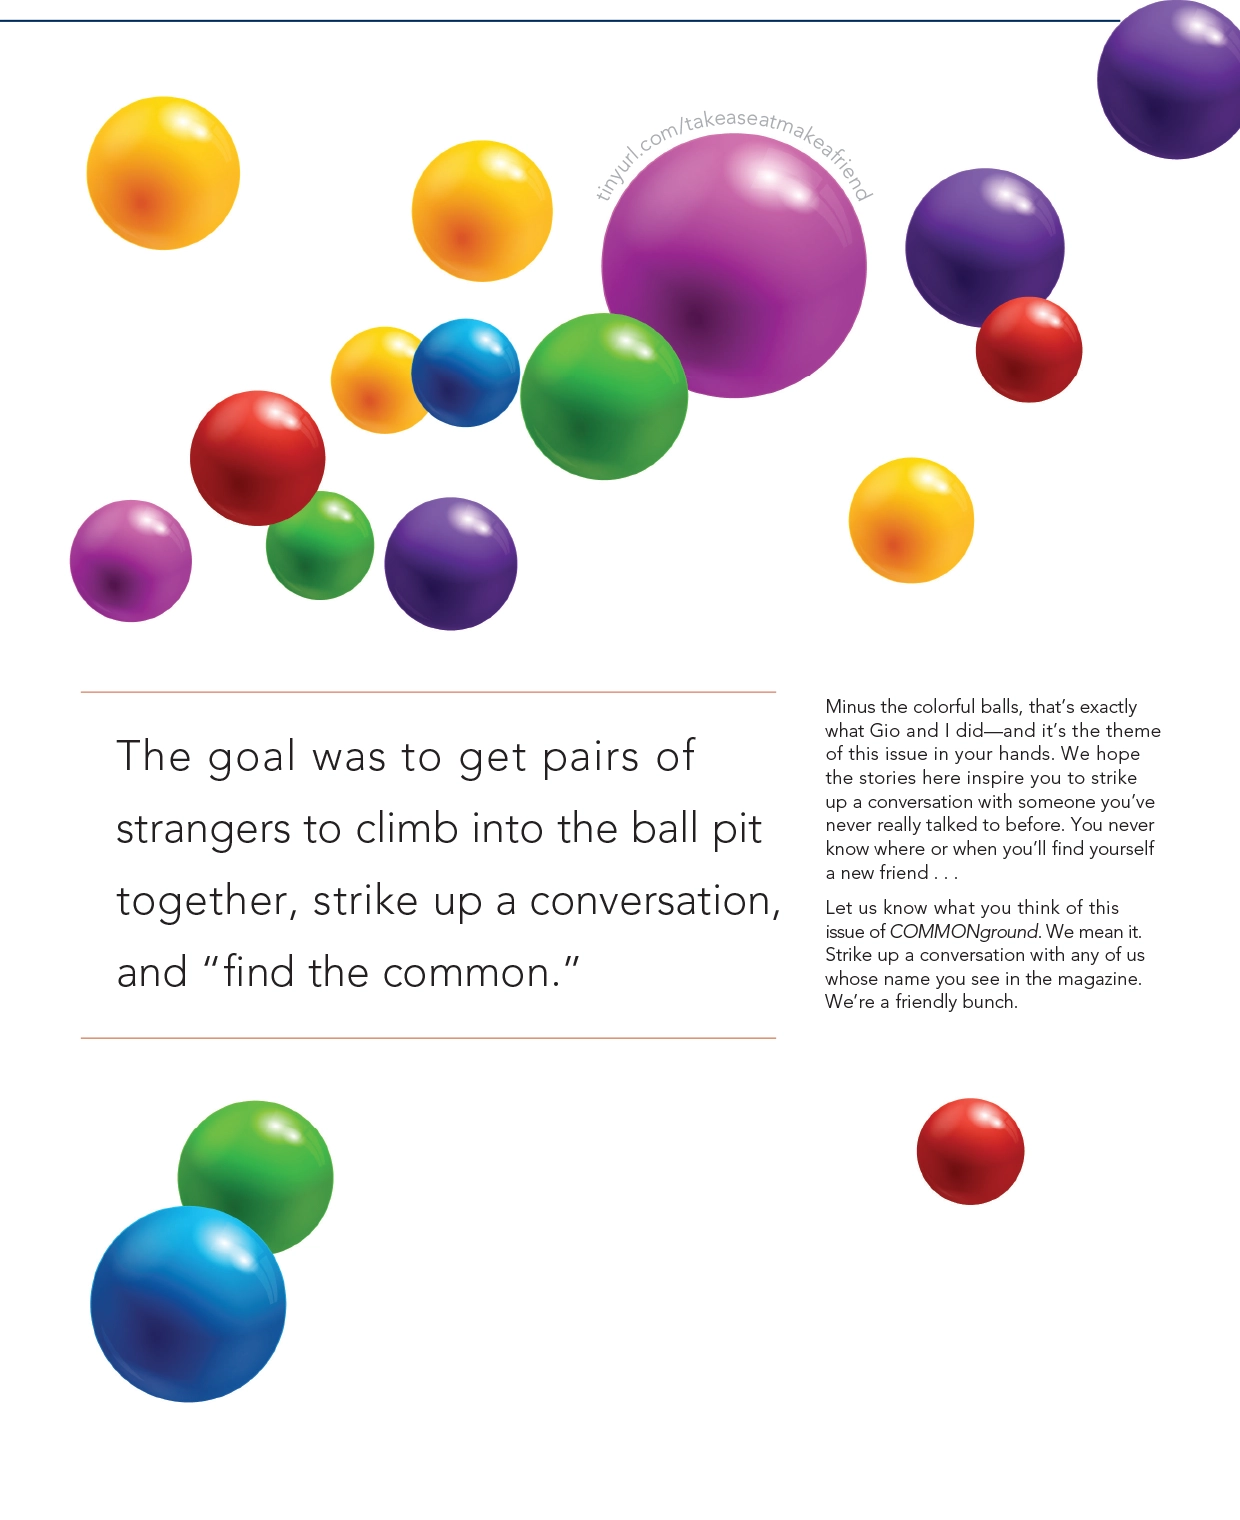 tinyurl.com/takeaseatmakeafriend
The goal was to get pairs of
strangers to climb into the ball pit
together, strike up a conversation,
and “find the common.”
Minus the colorful balls, that’s exactly
what Gio and I did—and it’s the theme
of this issue in your hands. We hope
the stories here inspire you to strike
up a conversation with someone you’ve
never really talked to before. You never
know where or when you’ll find yourself
a new friend . . .
Let us know what you think of this
issue of COMMONground. We mean it.
Strike up a conversation with any of us
whose name you see in the magazine.
We’re a friendly bunch.